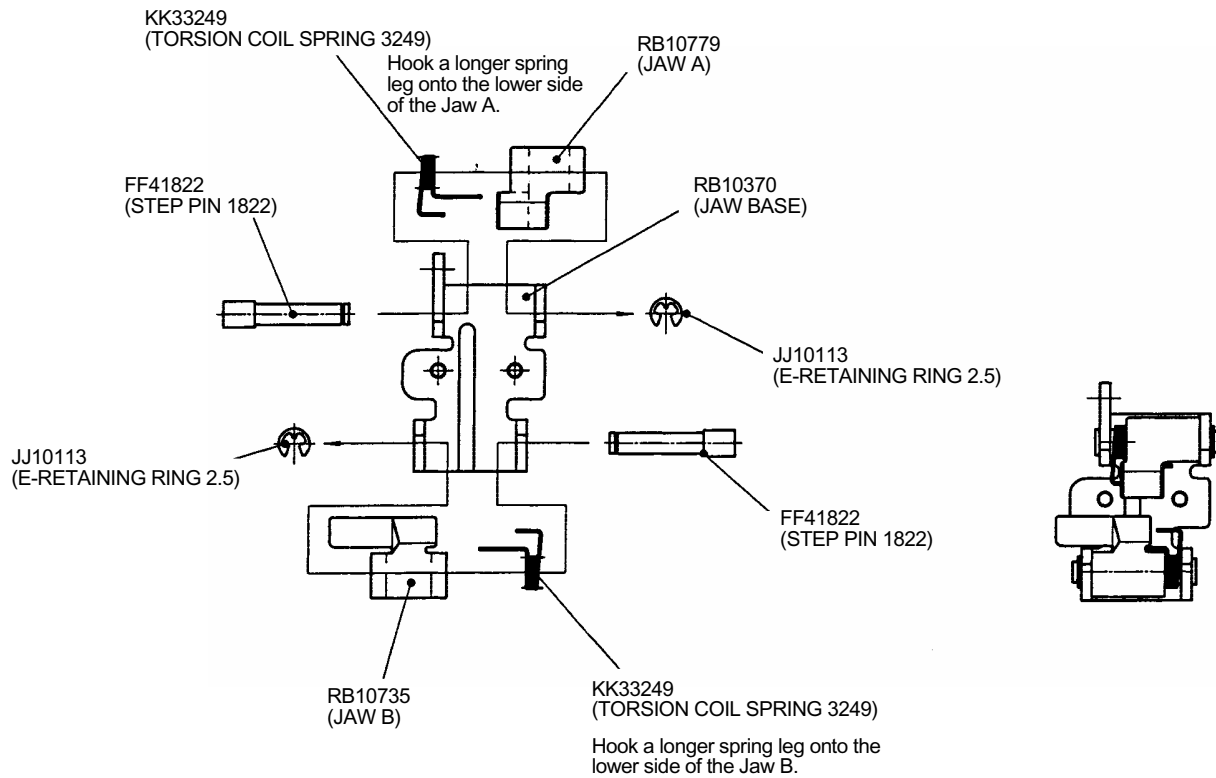 KK33249
(TORSION COIL SPRING 3249)
Hook a longer spring
leg onto the lower side
of the Jaw A.
RB10779
(JAW A)
FF41822
(STEP PIN 1822)
RB10370
(JAW BASE)
JJ10113
(E-RETAINING RING 2.5)
JJ10113
(E-RETAINING RING 2.5)
FF41822
(STEP PIN 1822)
RB10735
(JAW B)
KK33249
(TORSION COIL SPRING 3249)
Hook a longer spring leg onto the
lower side of the Jaw B.